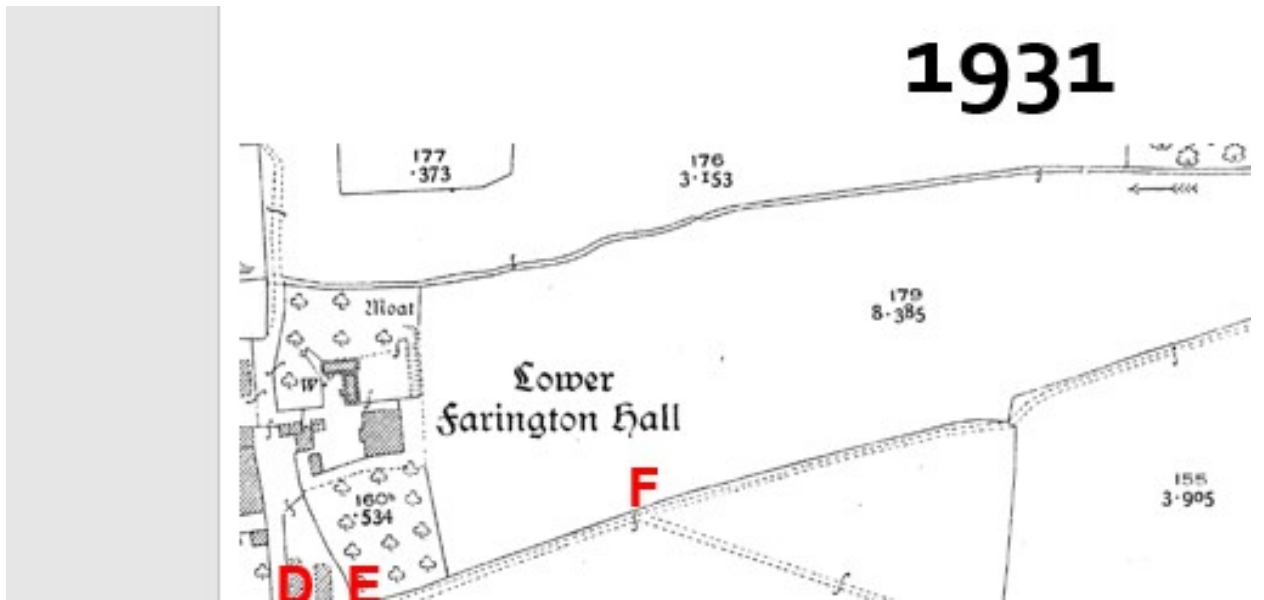 1931
177
·373
176
3·153
179
8·385
Moat
W
Lower
Farington Hall
F
155
3·905
160ᵃ
·534
D
E